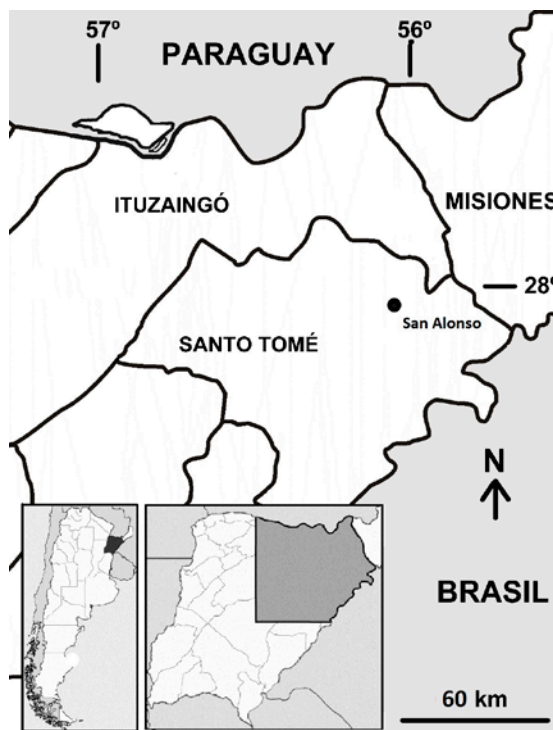 57º
56º
PARAGUAY
ITUZAINGÓ
MISIONES
28º
San Alonso
SANTO TOMÉ
N
BRASIL
60 km